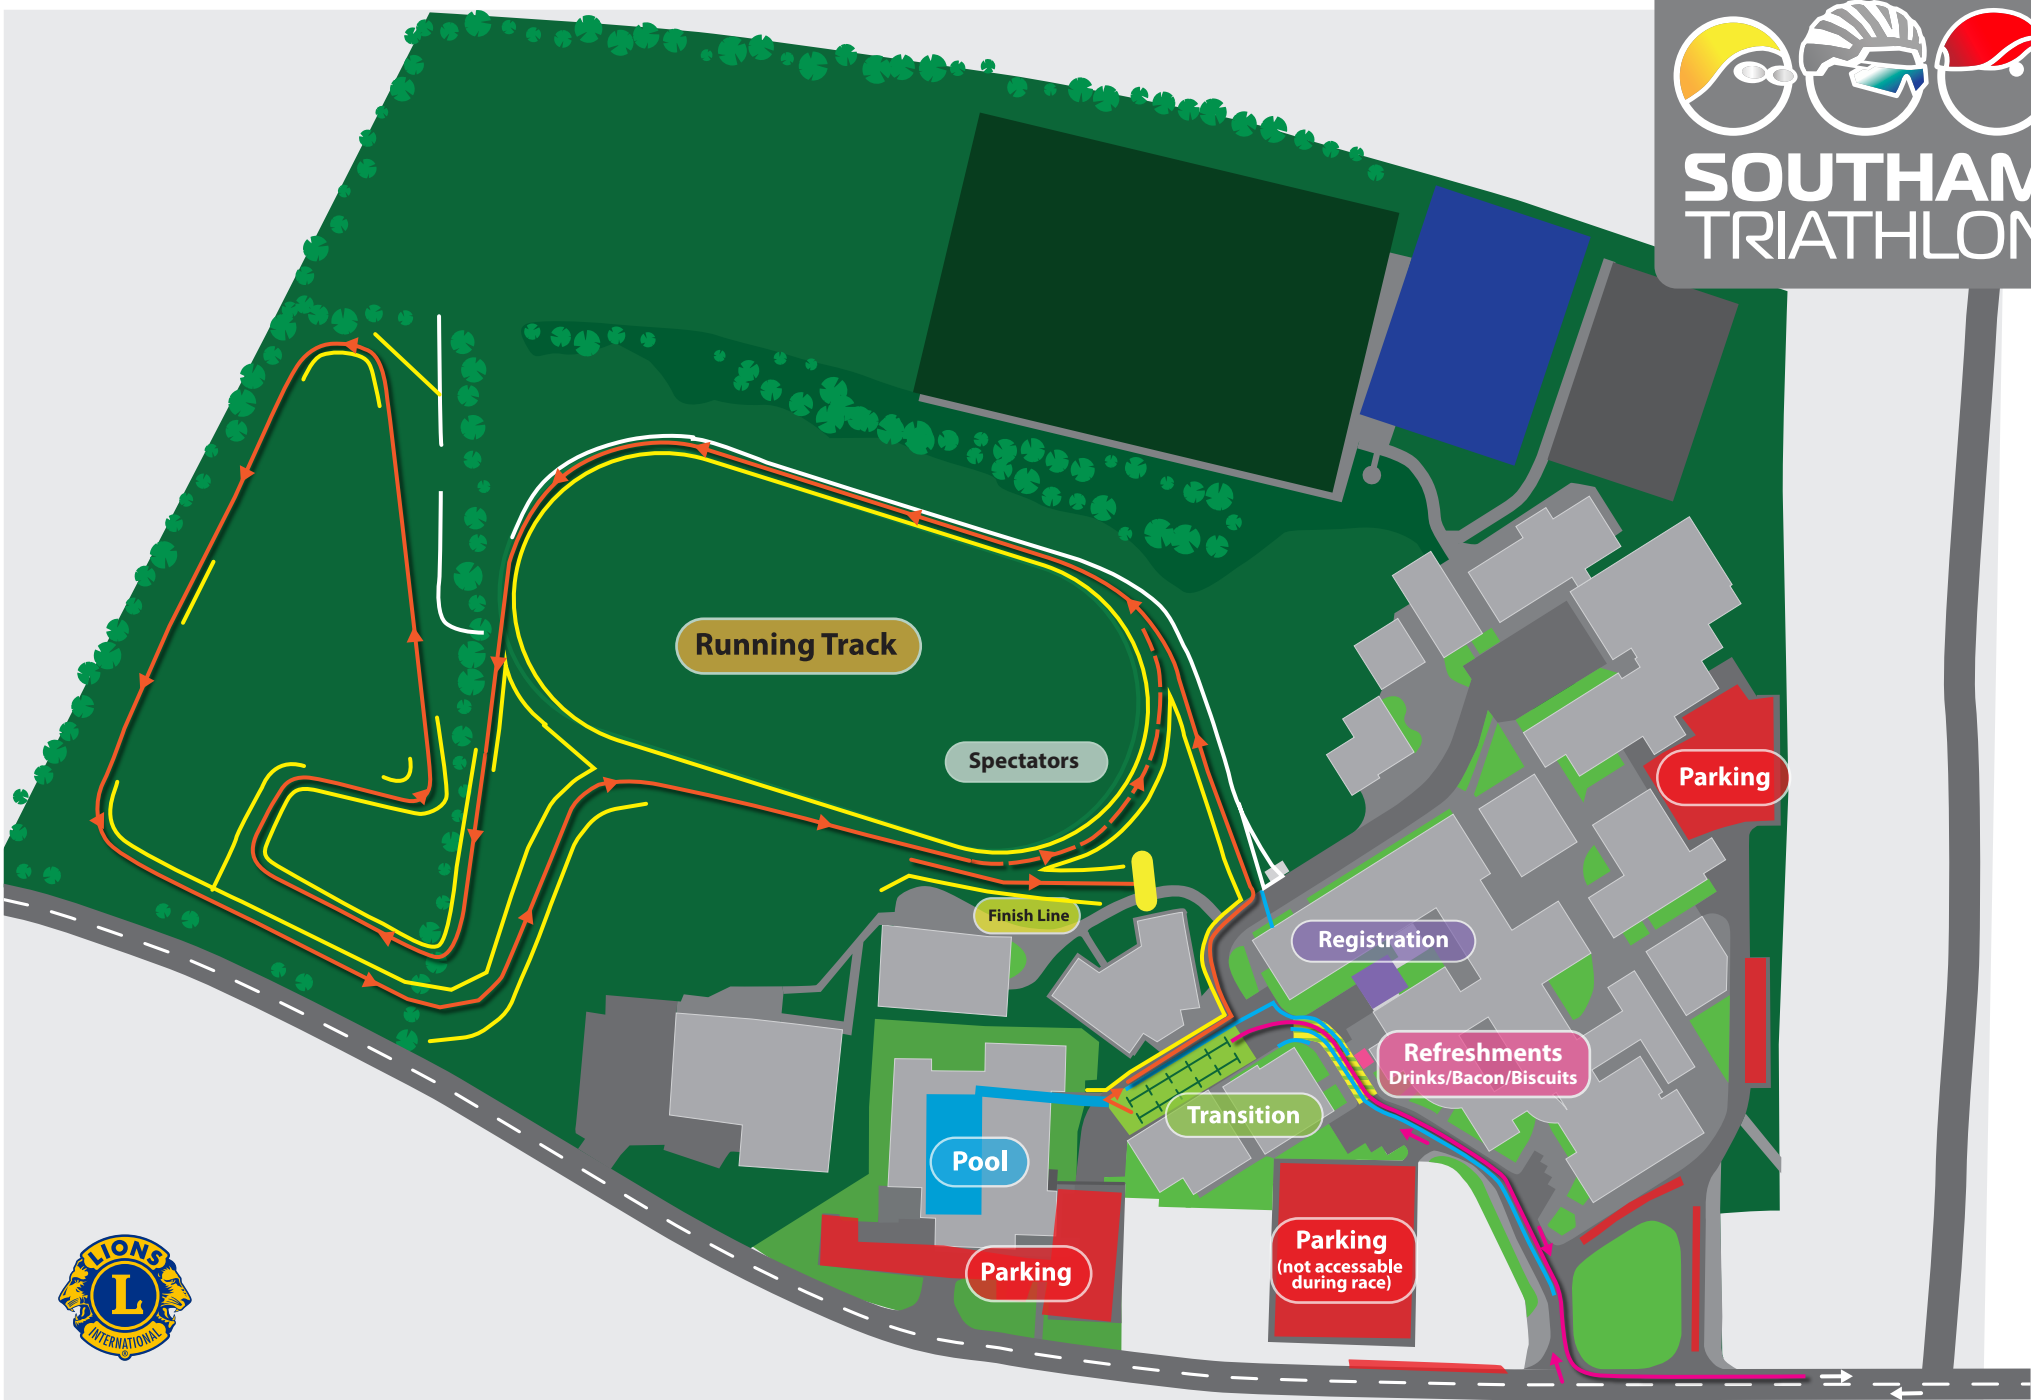 SOUTHAM
TRIATHLON
Running Track
Spectators
Parking
Finish Line
Registration
Refreshments
Drinks/Bacon/Biscuits
Transition
Pool
Parking
(not accessable
during race)
Parking
LIONS
L
INTERNATIONAL
®